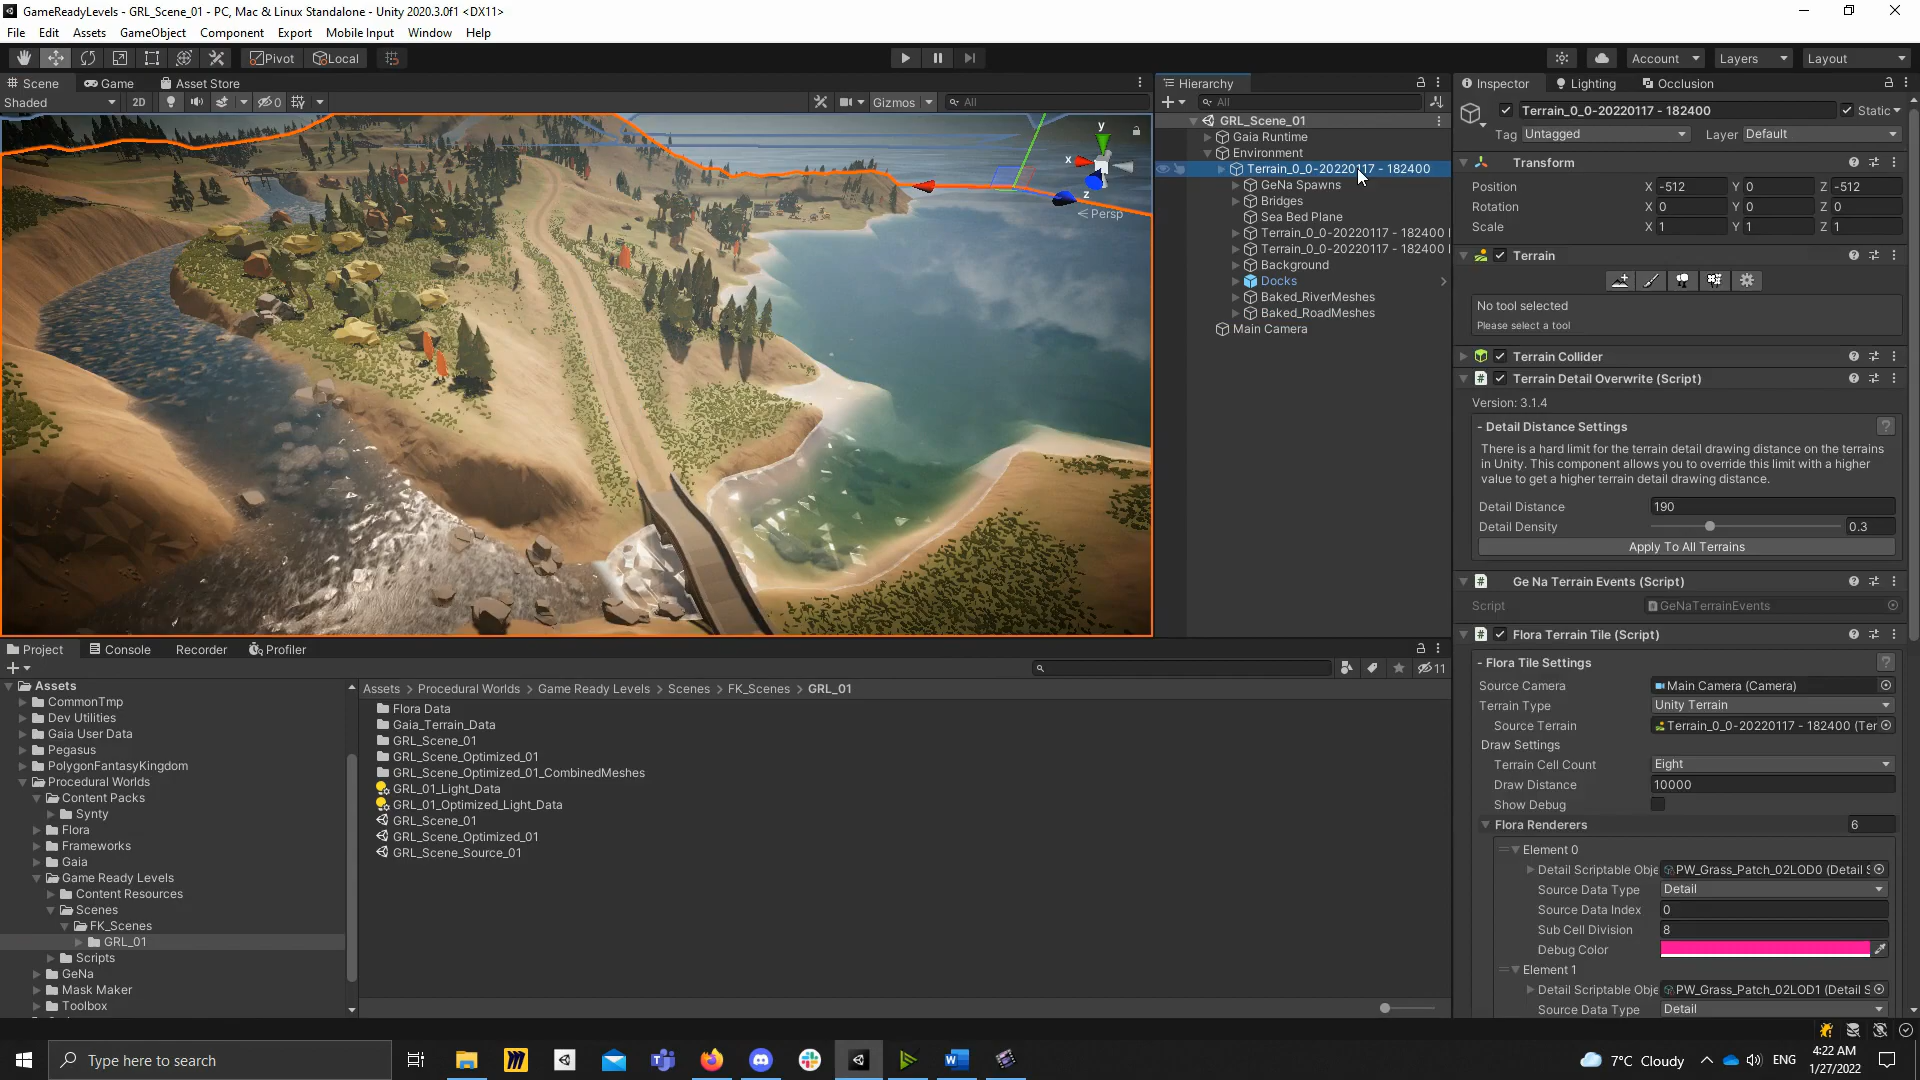 GameReadyLevels - GRL_Scene_01 - PC, Mac & Linux Standalone - Unity 2020.3.0f1 <DX11>
File Edit Assets GameObject Component Export Mobile Input Window Help
Pivot Local Account Layers Layout
Scene Game Asset Store
Shaded 2D 0 Gizmos All
y
x
z
Persp
Hierarchy
All
GRL_Scene_01
Gaia Runtime
Environment
Terrain_0_0-20220117 - 182400
GeNa Spawns
Bridges
Sea Bed Plane
Terrain_0_0-20220117 - 182400
Terrain_0_0-20220117 - 182400
Background
Docks
Baked_RiverMeshes
Baked_RoadMeshes
Main Camera
Inspector Lighting Occlusion
Terrain_0_0-20220117 - 182400 Static
Tag Untagged Layer Default
Transform
Position X -512 Y 0 Z -512
Rotation X 0 Y 0 Z 0
Scale X 1 Y 1 Z 1
Terrain
No tool selected
Please select a tool
Terrain Collider
Terrain Detail Overwrite (Script)
Version: 3.1.4
- Detail Distance Settings ?
There is a hard limit for the terrain detail drawing distance on the terrains
in Unity. This component allows you to override this limit with a higher
value to get a higher terrain detail drawing distance.
Detail Distance 190
Detail Density 0.3
Apply To All Terrains
Ge Na Terrain Events (Script)
Script GeNaTerrainEvents
Flora Terrain Tile (Script)
- Flora Tile Settings ?
Source Camera Main Camera (Camera)
Terrain Type Unity Terrain
Source Terrain Terrain_0_0-20220117 - 182400 (Ter
Draw Settings
Terrain Cell Count Eight
Draw Distance 10000
Show Debug
Flora Renderers 6
Element 0
Detail Scriptable Obje PW_Grass_Patch_02LOD0 (Detail S
Source Data Type Detail
Source Data Index 0
Sub Cell Division 8
Debug Color
Element 1
Detail Scriptable Obje PW_Grass_Patch_02LOD1 (Detail S
Source Data Type Detail
Project Console Recorder Profiler
11
Assets
CommonTmp
Dev Utilities
Gaia User Data
Pegasus
PolygonFantasyKingdom
Procedural Worlds
Content Packs
Synty
Flora
Frameworks
Gaia
Game Ready Levels
Content Resources
Scenes
FK_Scenes
GRL_01
Scripts
GeNa
Mask Maker
Toolbox
Assets > Procedural Worlds > Game Ready Levels > Scenes > FK_Scenes > GRL_01
Flora Data
Gaia_Terrain_Data
GRL_Scene_01
GRL_Scene_Optimized_01
GRL_Scene_Optimized_01_CombinedMeshes
GRL_01_Light_Data
GRL_01_Optimized_Light_Data
GRL_Scene_01
GRL_Scene_Optimized_01
GRL_Scene_Source_01
Type here to search
7°C Cloudy ENG
4:22 AM
1/27/2022